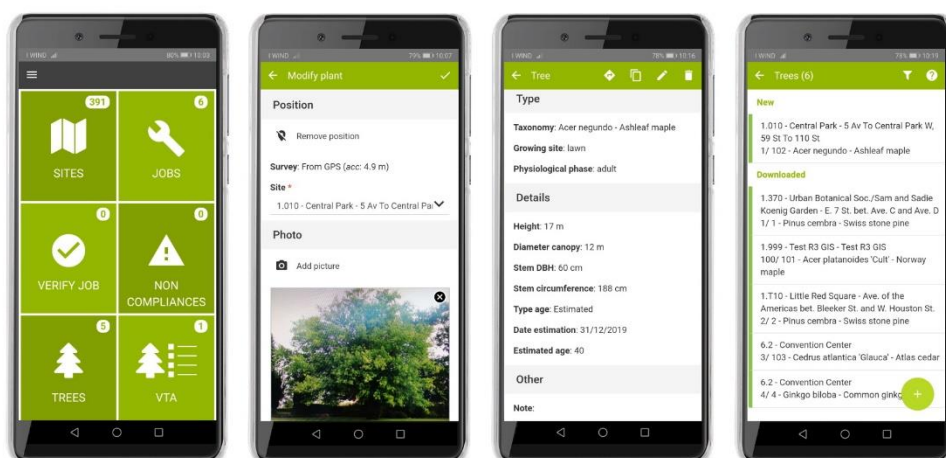 I WIND 80% 10:03
391
SITES
6
JOBS
0
VERIFY JOB
0
NON
COMPLIANCES
5
TREES
1
VTA
I WIND 79% 10:07
Modify plant
Position
Remove position
Survey: From GPS (acc: 4.9 m)
Site *
1.010 - Central Park - 5 Av To Central Par
Photo
Add picture
I WIND 78% 10:16
Tree
Type
Taxonomy: Acer negundo - Ashleaf maple
Growing site: lawn
Physiological phase: adult
Details
Height: 17 m
Diameter canopy: 12 m
Stem DBH: 60 cm
Stem circumference: 188 cm
Type age: Estimated
Date estimation: 31/12/2019
Estimated age: 40
Other
Note:
I WIND 78% 10:19
Trees (6)
New
1.010 - Central Park - 5 Av To Central Park W,
59 St To 110 St
1/ 102 - Acer negundo - Ashleaf maple
Downloaded
1.370 - Urban Botanical Soc./Sam and Sadie
Koenig Garden - E. 7 St. bet. Ave. C and Ave. D
1/ 1 - Pinus cembra - Swiss stone pine
1.999 - Test R3 GIS - Test R3 GIS
100/ 101 - Acer platanoides 'Cult' - Norway
maple
1.T10 - Little Red Square - Ave. of the
Americas bet. Bleeker St. and W. Houston St.
2/ 2 - Pinus cembra - Swiss stone pine
6.2 - Convention Center
3/ 103 - Cedrus atlantica 'Glauca' - Atlas cedar
6.2 - Convention Center
4/ 4 - Ginkgo biloba - Common